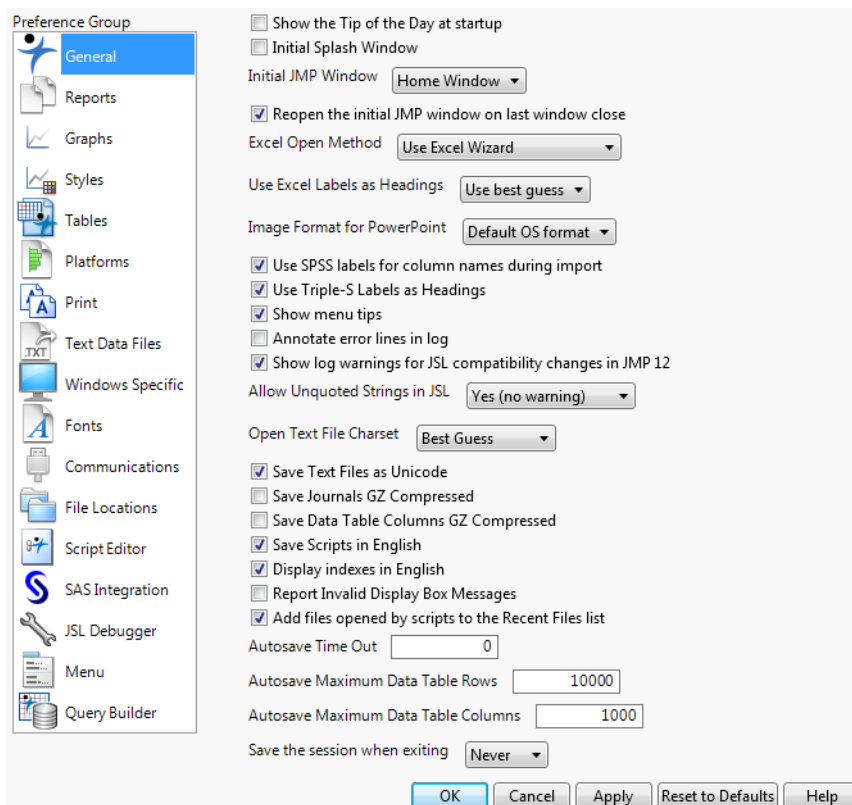 Preference Group
General
Reports
Graphs
Styles
Tables
Platforms
Print
.TXT
Text Data Files
Windows Specific
A
Fonts
Communications
File Locations
Script Editor
SAS Integration
JSL Debugger
Menu
Query Builder
Show the Tip of the Day at startup
Initial Splash Window
Initial JMP Window Home Window
Reopen the initial JMP window on last window close
Excel Open Method Use Excel Wizard
Use Excel Labels as Headings Use best guess
Image Format for PowerPoint Default OS format
Use SPSS labels for column names during import
Use Triple-S Labels as Headings
Show menu tips
Annotate error lines in log
Show log warnings for JSL compatibility changes in JMP 12
Allow Unquoted Strings in JSL Yes (no warning)
Open Text File Charset Best Guess
Save Text Files as Unicode
Save Journals GZ Compressed
Save Data Table Columns GZ Compressed
Save Scripts in English
Display indexes in English
Report Invalid Display Box Messages
Add files opened by scripts to the Recent Files list
Autosave Time Out 0
Autosave Maximum Data Table Rows 10000
Autosave Maximum Data Table Columns 1000
Save the session when exiting Never
OK Cancel Apply Reset to Defaults Help